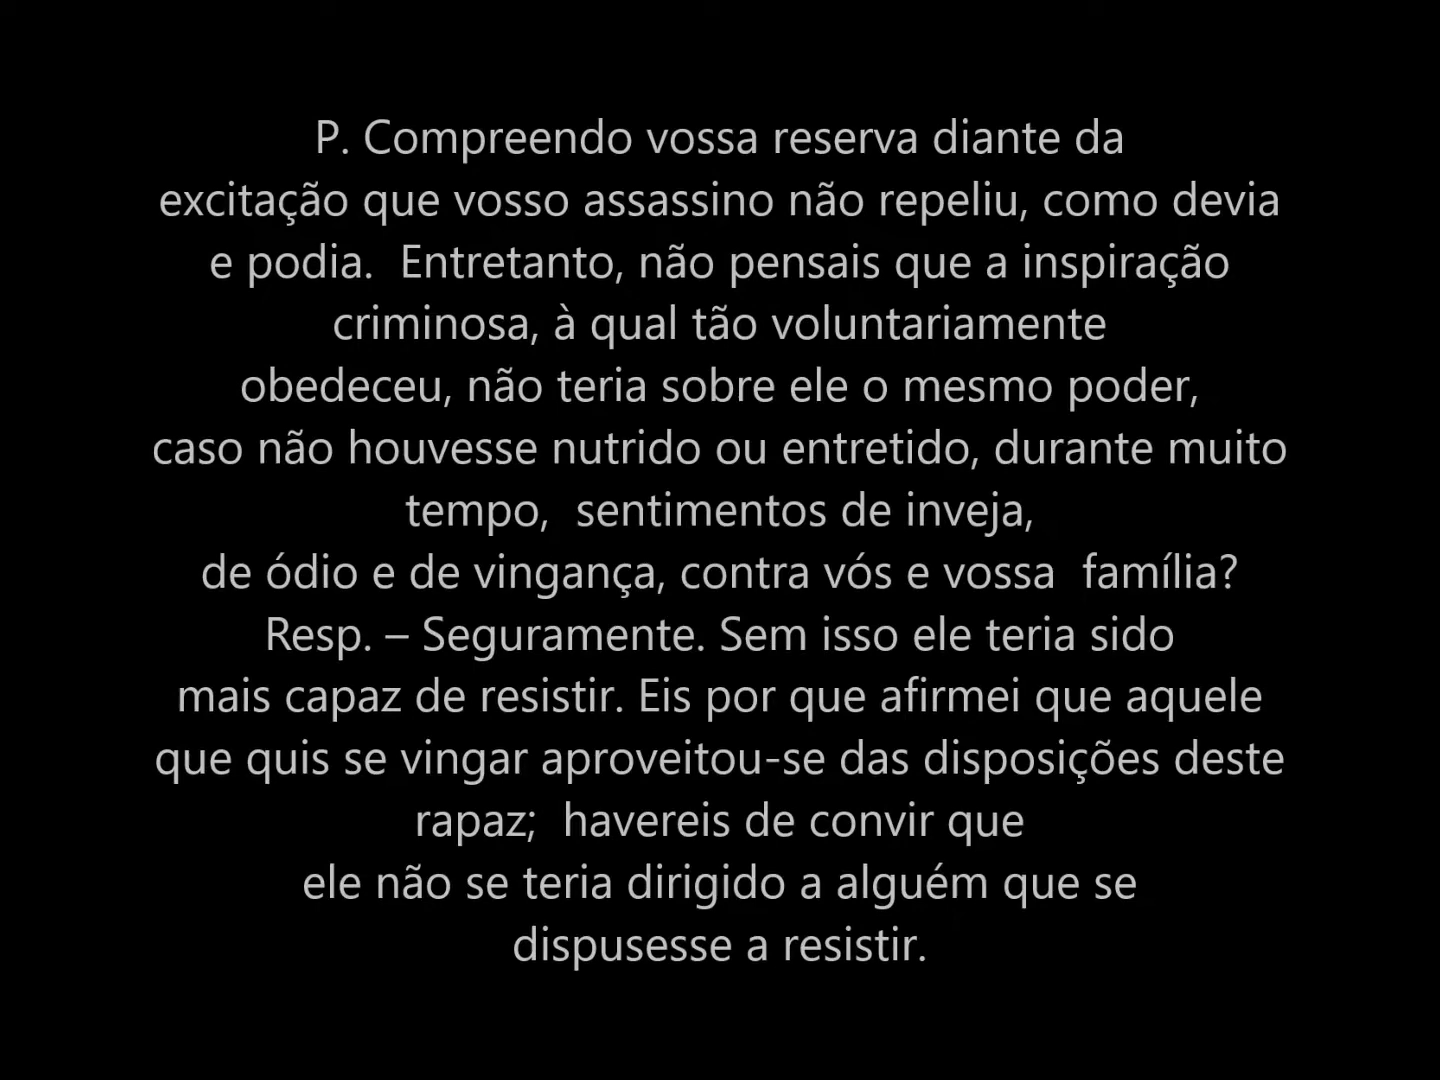 P. Compreendo vossa reserva diante da
excitação que vosso assassino não repeliu, como devia
e podia.  Entretanto, não pensais que a inspiração
criminosa, à qual tão voluntariamente
obedeceu, não teria sobre ele o mesmo poder,
caso não houvesse nutrido ou entretido, durante muito
tempo,  sentimentos de inveja,
de ódio e de vingança, contra vós e vossa  família?
Resp. – Seguramente. Sem isso ele teria sido
mais capaz de resistir. Eis por que afirmei que aquele
que quis se vingar aproveitou-se das disposições deste
rapaz;  havereis de convir que
ele não se teria dirigido a alguém que se
dispusesse a resistir.